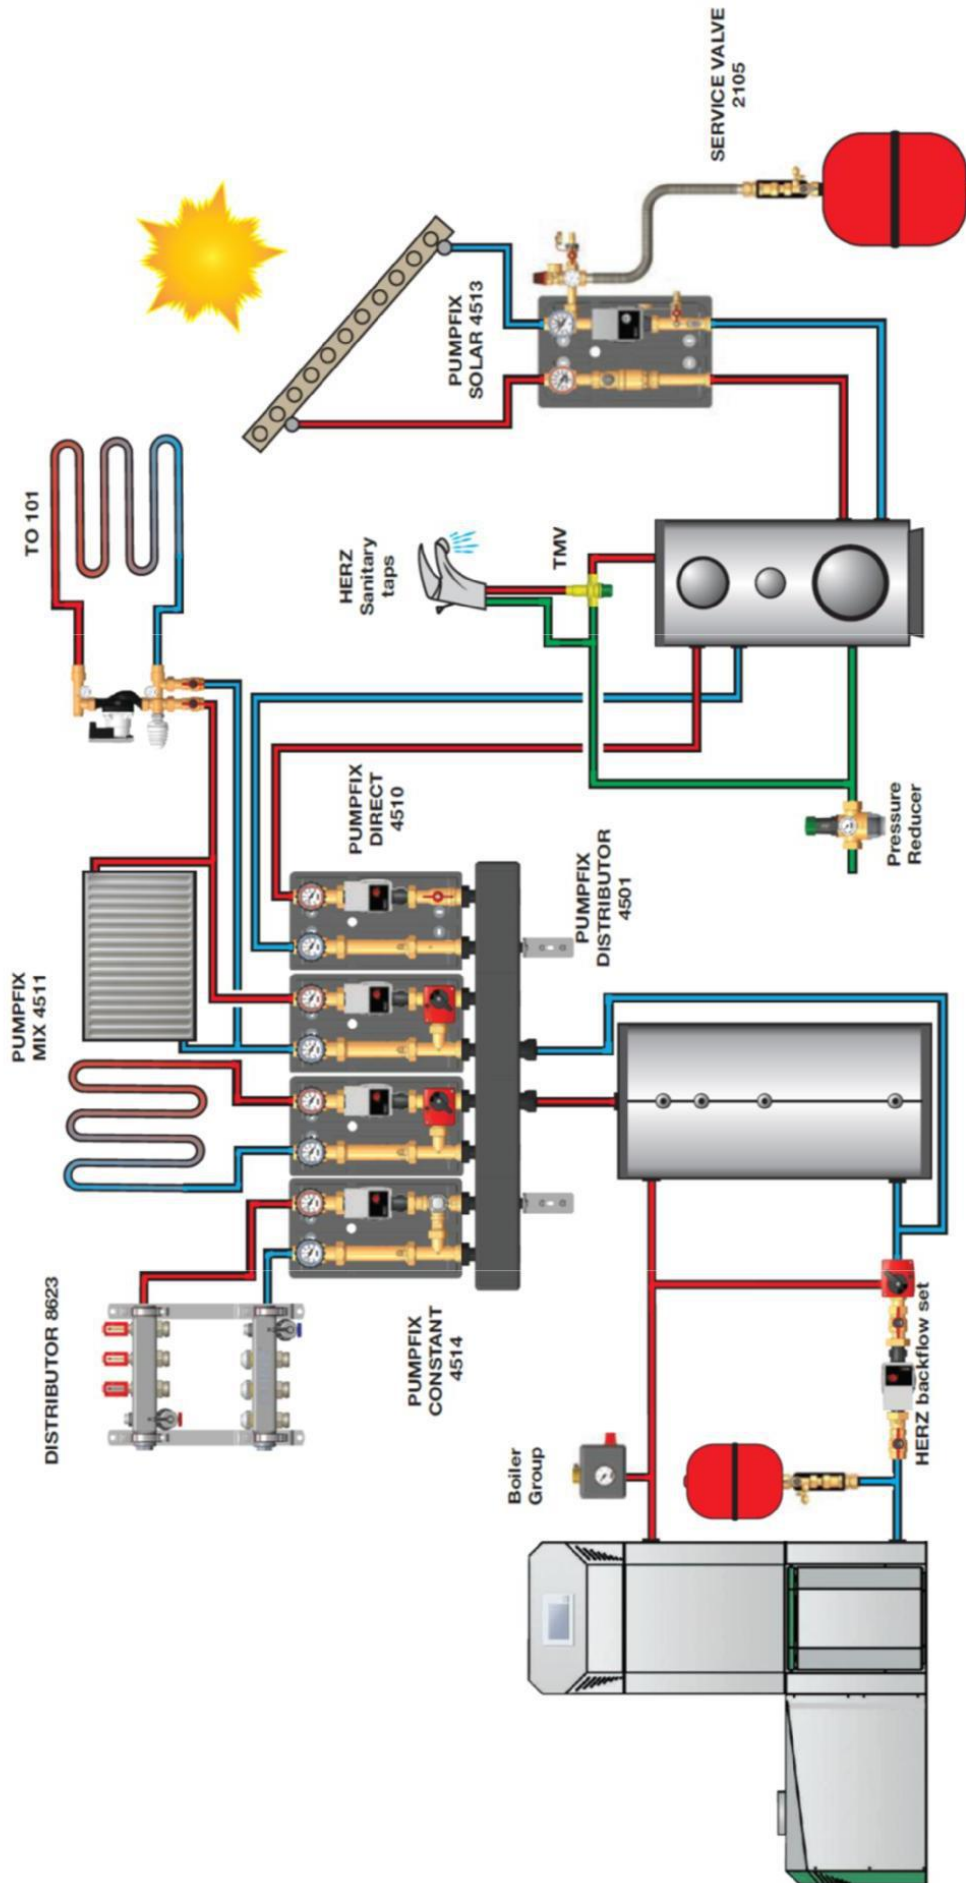 DISTRIBUTOR 8623
PUMPFIX
MIX 4511
TO 101
PUMPFIX
CONSTANT
4514
PUMPFIX
DIRECT
4510
HERZ
Sanitary
taps
PUMPFIX
SOLAR 4513
SERVICE VALVE
2105
Boiler
Group
PUMPFIX
DISTRIBUTOR
4501
TMV
HERZ backflow set
Pressure
Reducer